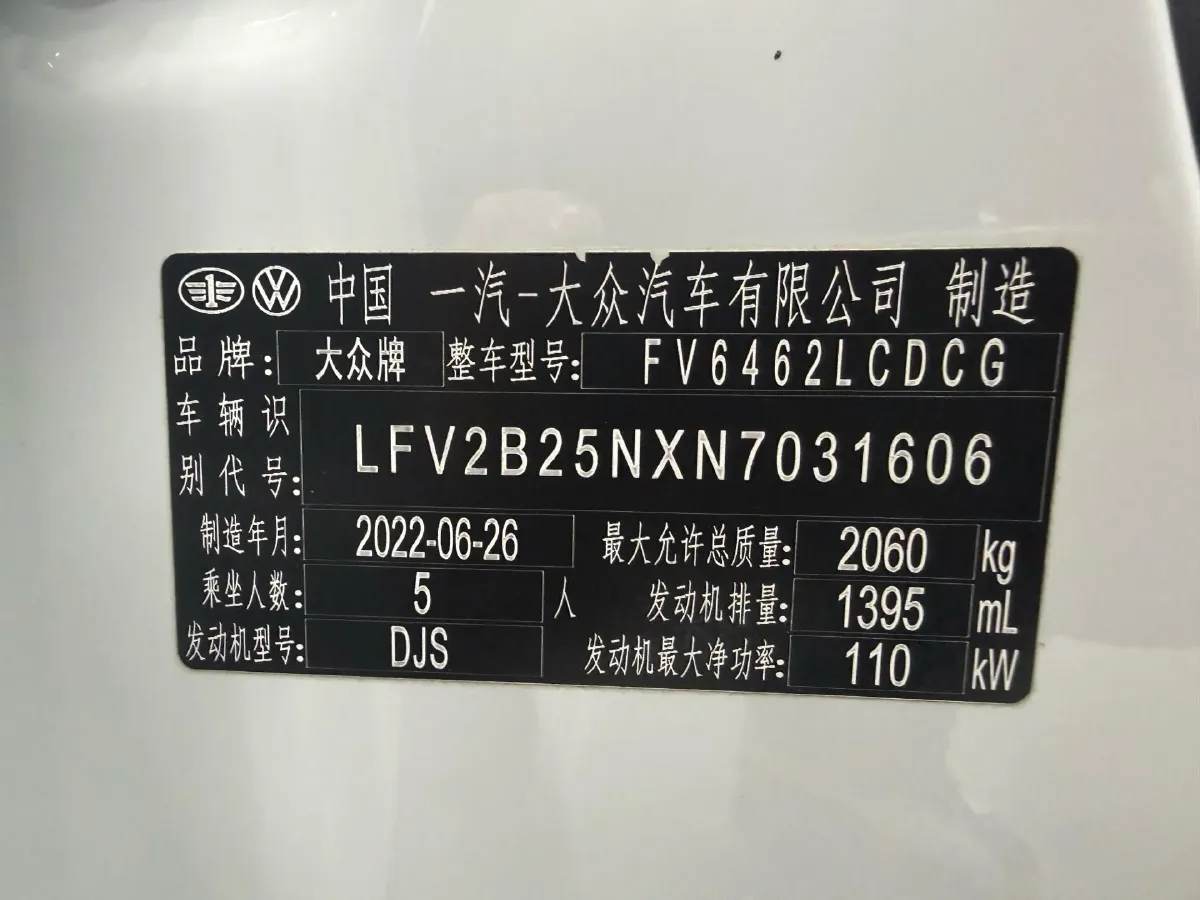 中国 一汽-大众汽车有限公司 制造
品牌: 大众牌 整车型号: FV6462LCDCG
车辆识别代号: LFV2B25NXN7031606
制造年月: 2022-06-26 最大允许总质量: 2060 kg
乘坐人数: 5 人 发动机排量: 1395 mL
发动机型号: DJS 发动机最大净功率: 110 kW